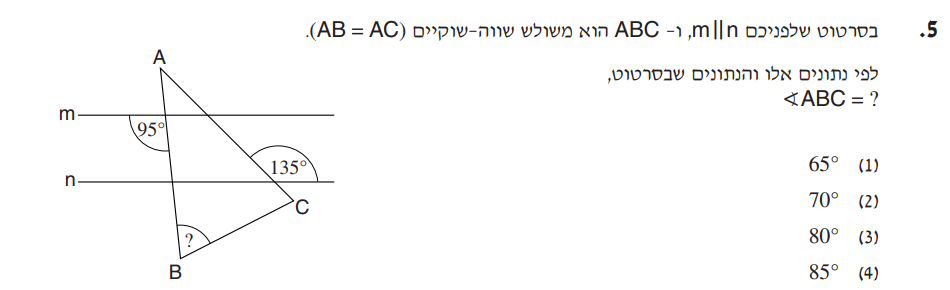 5. בסרטוט שלפניכם m||n, ו- ABC הוא משולש שווה-שוקיים (AB = AC).
לפי נתונים אלו והנתונים שבסרטוט,
∢ABC = ?
(1) 65°
(2) 70°
(3) 80°
(4) 85°
A
m
95°
135°
n
C
?
B